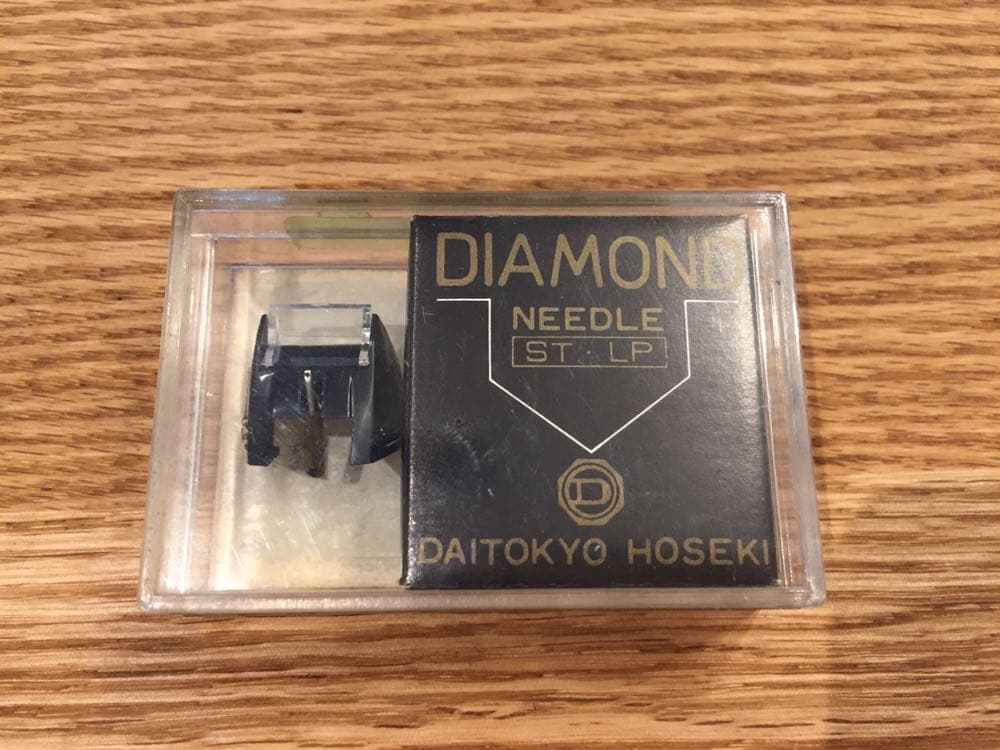 DIAMOND
NEEDLE
ST · LP
D
DAITOKYO HOSEKI